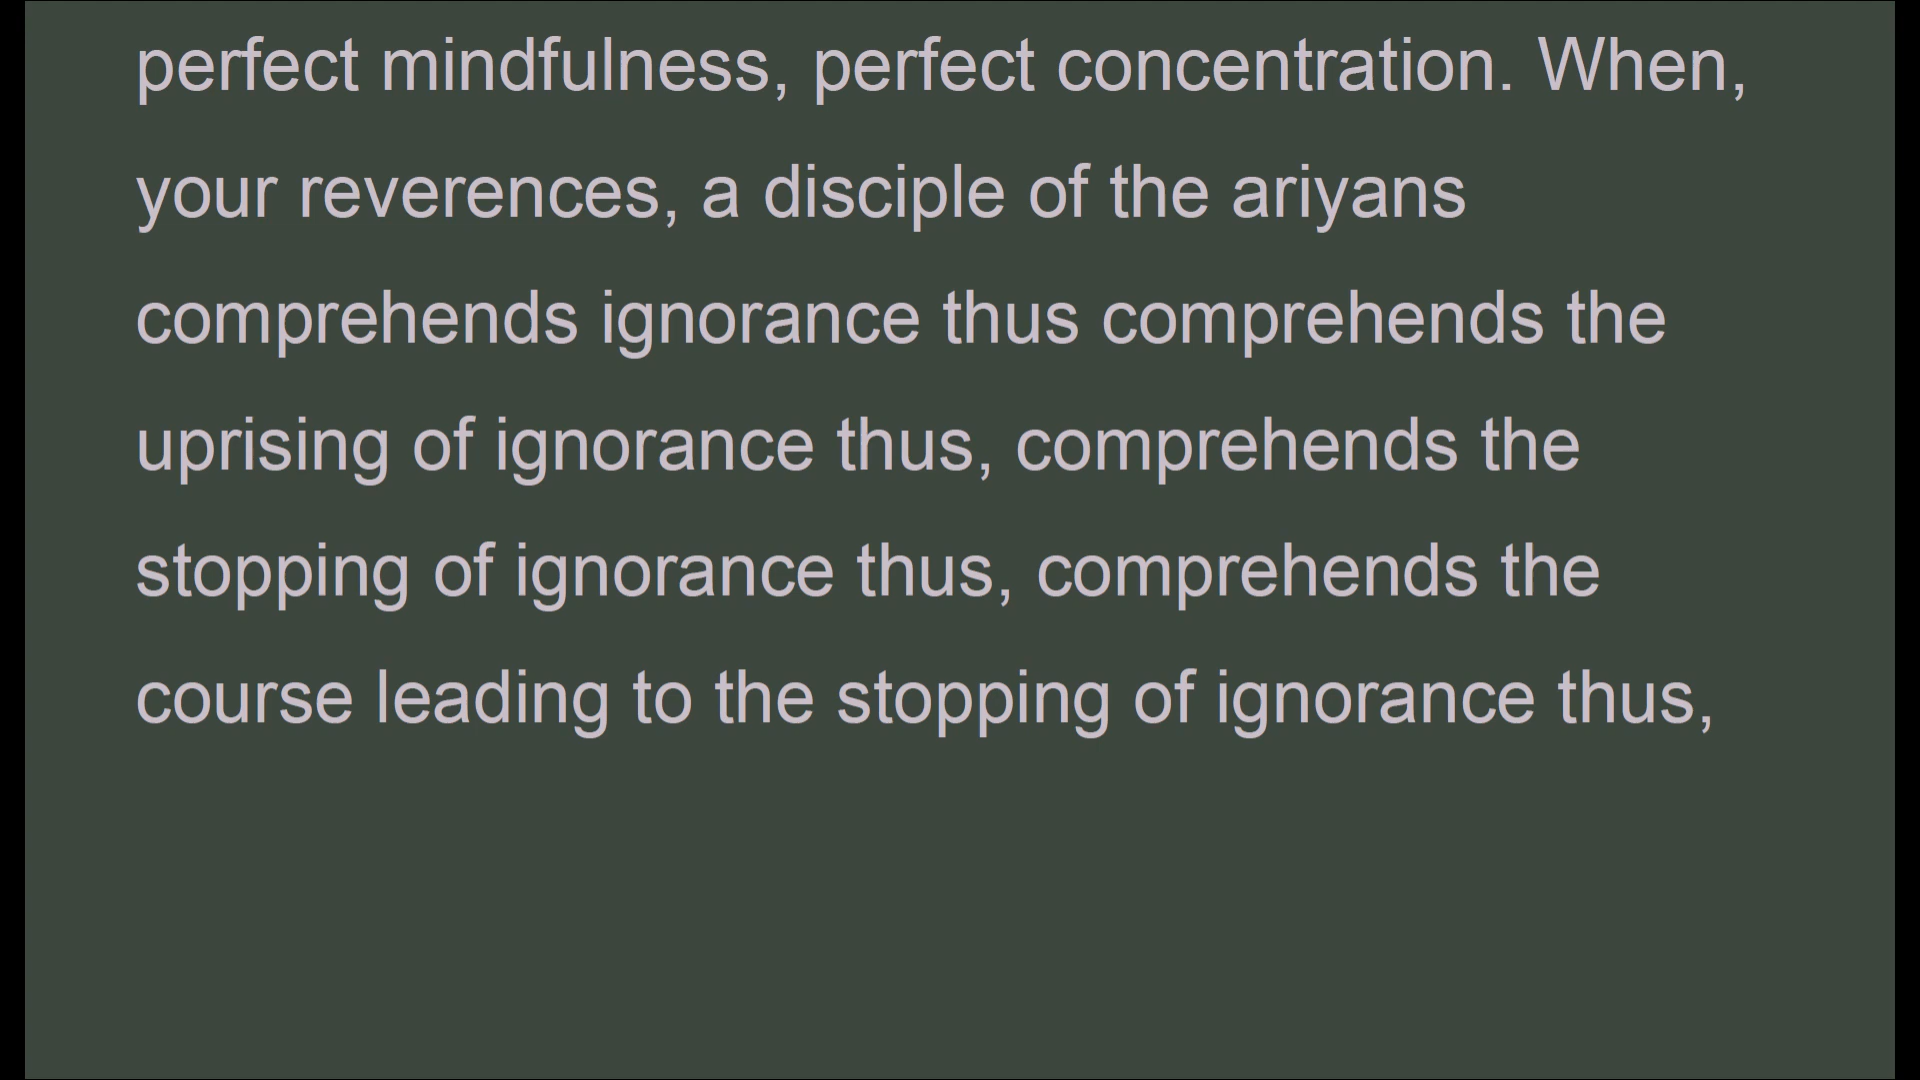 perfect mindfulness, perfect concentration. When,
your reverences, a disciple of the ariyans
comprehends ignorance thus comprehends the
uprising of ignorance thus, comprehends the
stopping of ignorance thus, comprehends the
course leading to the stopping of ignorance thus,